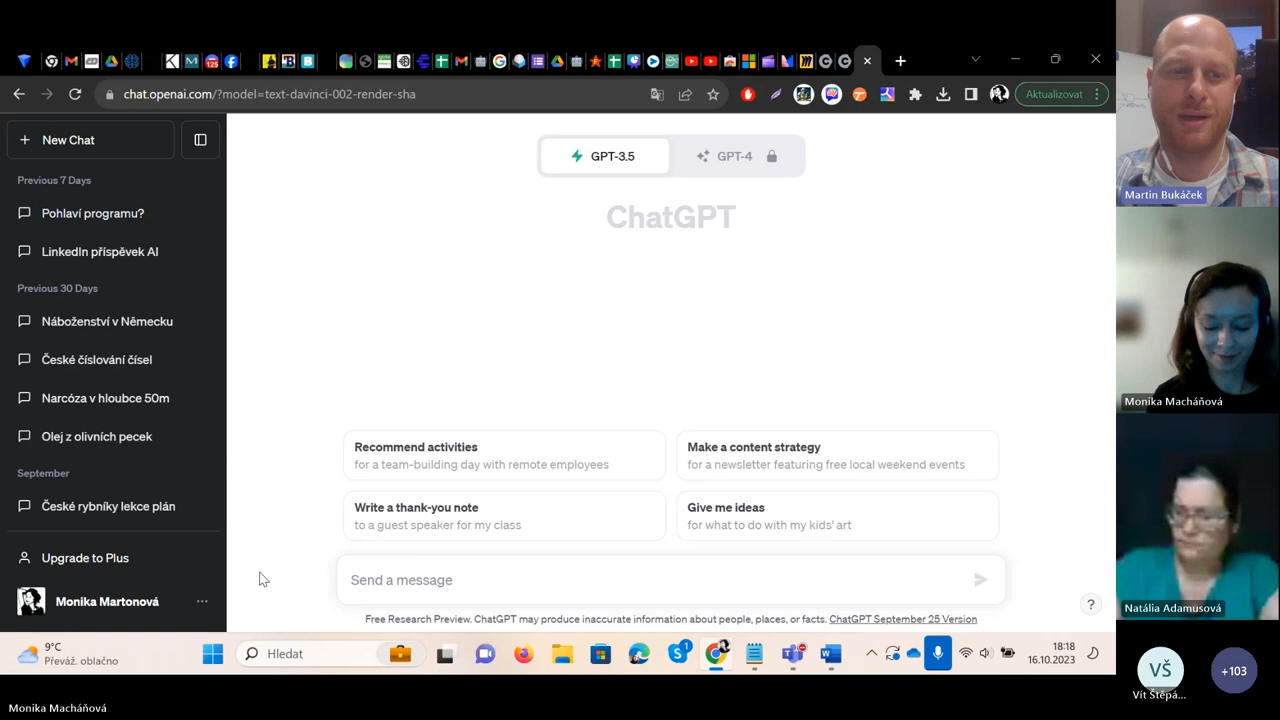 chat.openai.com/?model=text-davinci-002-render-sha
Aktualizovat
New Chat
Previous 7 Days
Pohlaví programu?
LinkedIn příspěvek AI
Previous 30 Days
Náboženství v Německu
České číslování čísel
Narcóza v hloubce 50m
Olej z olivních pecek
September
České rybníky lekce plán
Upgrade to Plus
Monika Martonová
GPT-3.5
GPT-4
ChatGPT
Recommend activities
for a team-building day with remote employees
Make a content strategy
for a newsletter featuring free local weekend events
Write a thank-you note
to a guest speaker for my class
Give me ideas
for what to do with my kids' art
Send a message
Free Research Preview. ChatGPT may produce inaccurate information about people, places, or facts. ChatGPT September 25 Version
?
9°C
Převáž. oblačno
Hledat
18:18
16.10.2023
Monika Macháňová
Martin Bukáček
Monika Macháňová
Natália Adamusová
VŠ
Vít Štěpá...
+103